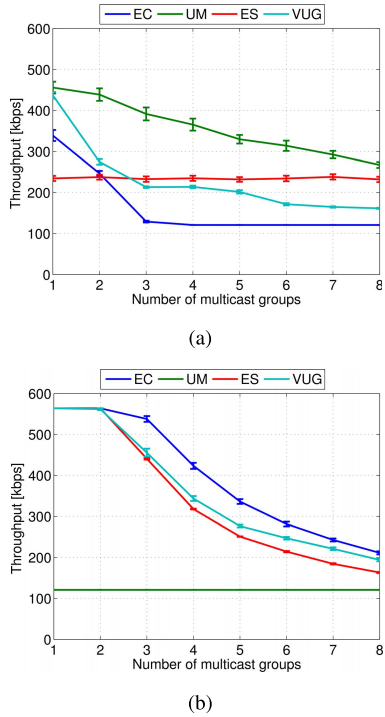 EC UM ES VUG
600
500
400
300
200
100
0
Throughput [kbps]
1 2 3 4 5 6 7 8
Number of multicast groups
(a)
EC UM ES VUG
600
500
400
300
200
100
0
Throughput [kbps]
1 2 3 4 5 6 7 8
Number of multicast groups
(b)